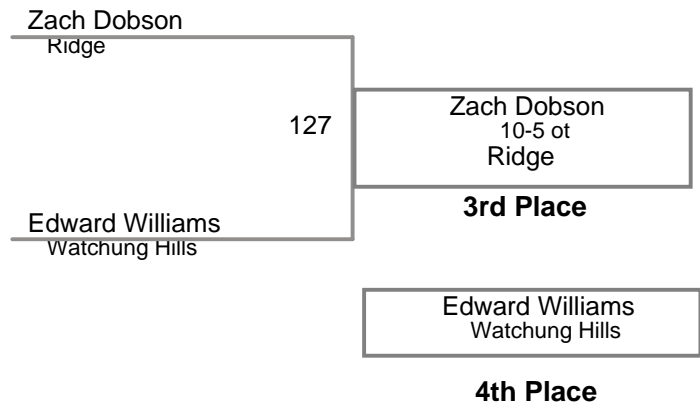 Zach Dobson
Ridge
127
Zach Dobson
10-5 ot
Ridge
3rd Place
Edward Williams
Watchung Hills
Edward Williams
Watchung Hills
4th Place